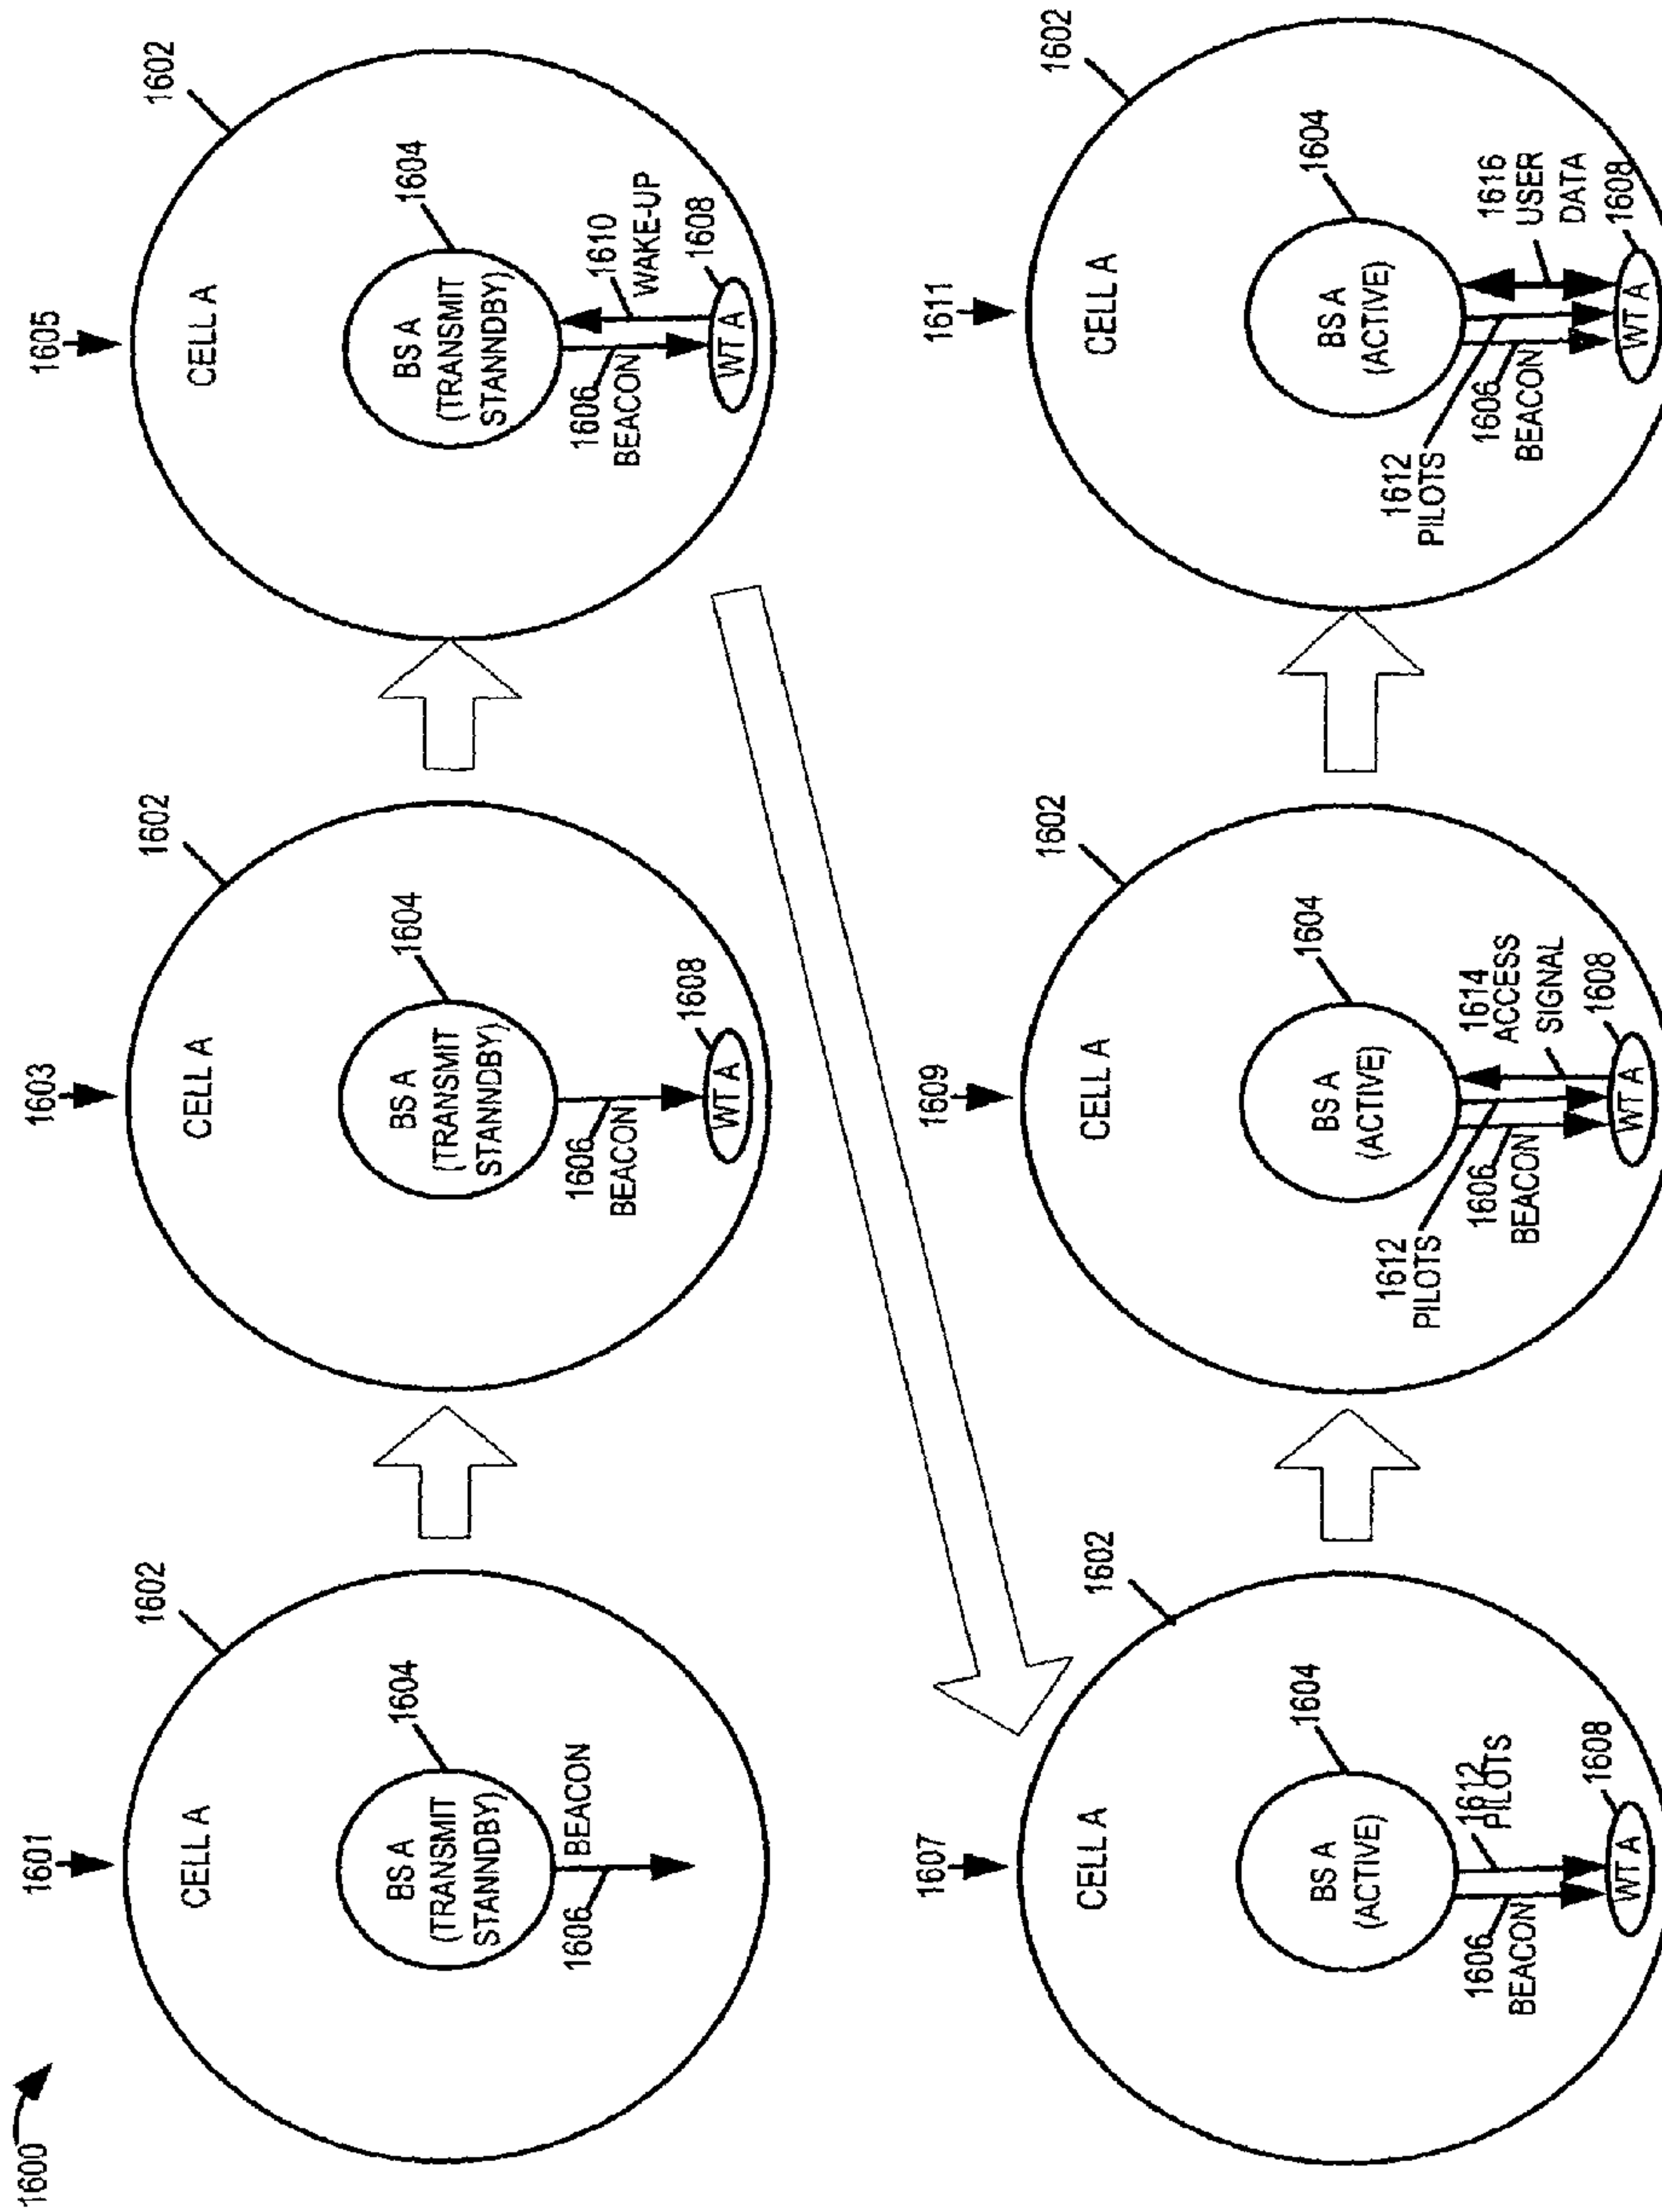 1600
1601
1602
CELL A
1604
BS A
(TRANSMIT
STANNDBY)
1606
BEACON
1603
1602
CELL A
1604
BS A
(TRANSMIT
STANNDBY)
1606
BEACON
1608
WT A
1605
1602
CELL A
1604
BS A
(TRANSMIT
STANNDBY)
1606
BEACON
1610
WAKE-UP
1608
WT A
1607
1602
CELL A
1604
BS A
(ACTIVE)
1606
BEACON
1612
PILOTS
1608
WT A
1609
1602
CELL A
1604
BS A
(ACTIVE)
1612
PILOTS
1606
BEACON
1614
ACCESS
SIGNAL
1608
WT A
1611
1602
CELL A
1604
BS A
(ACTIVE)
1612
PILOTS
1606
BEACON
1616
USER
DATA
1608
WT A